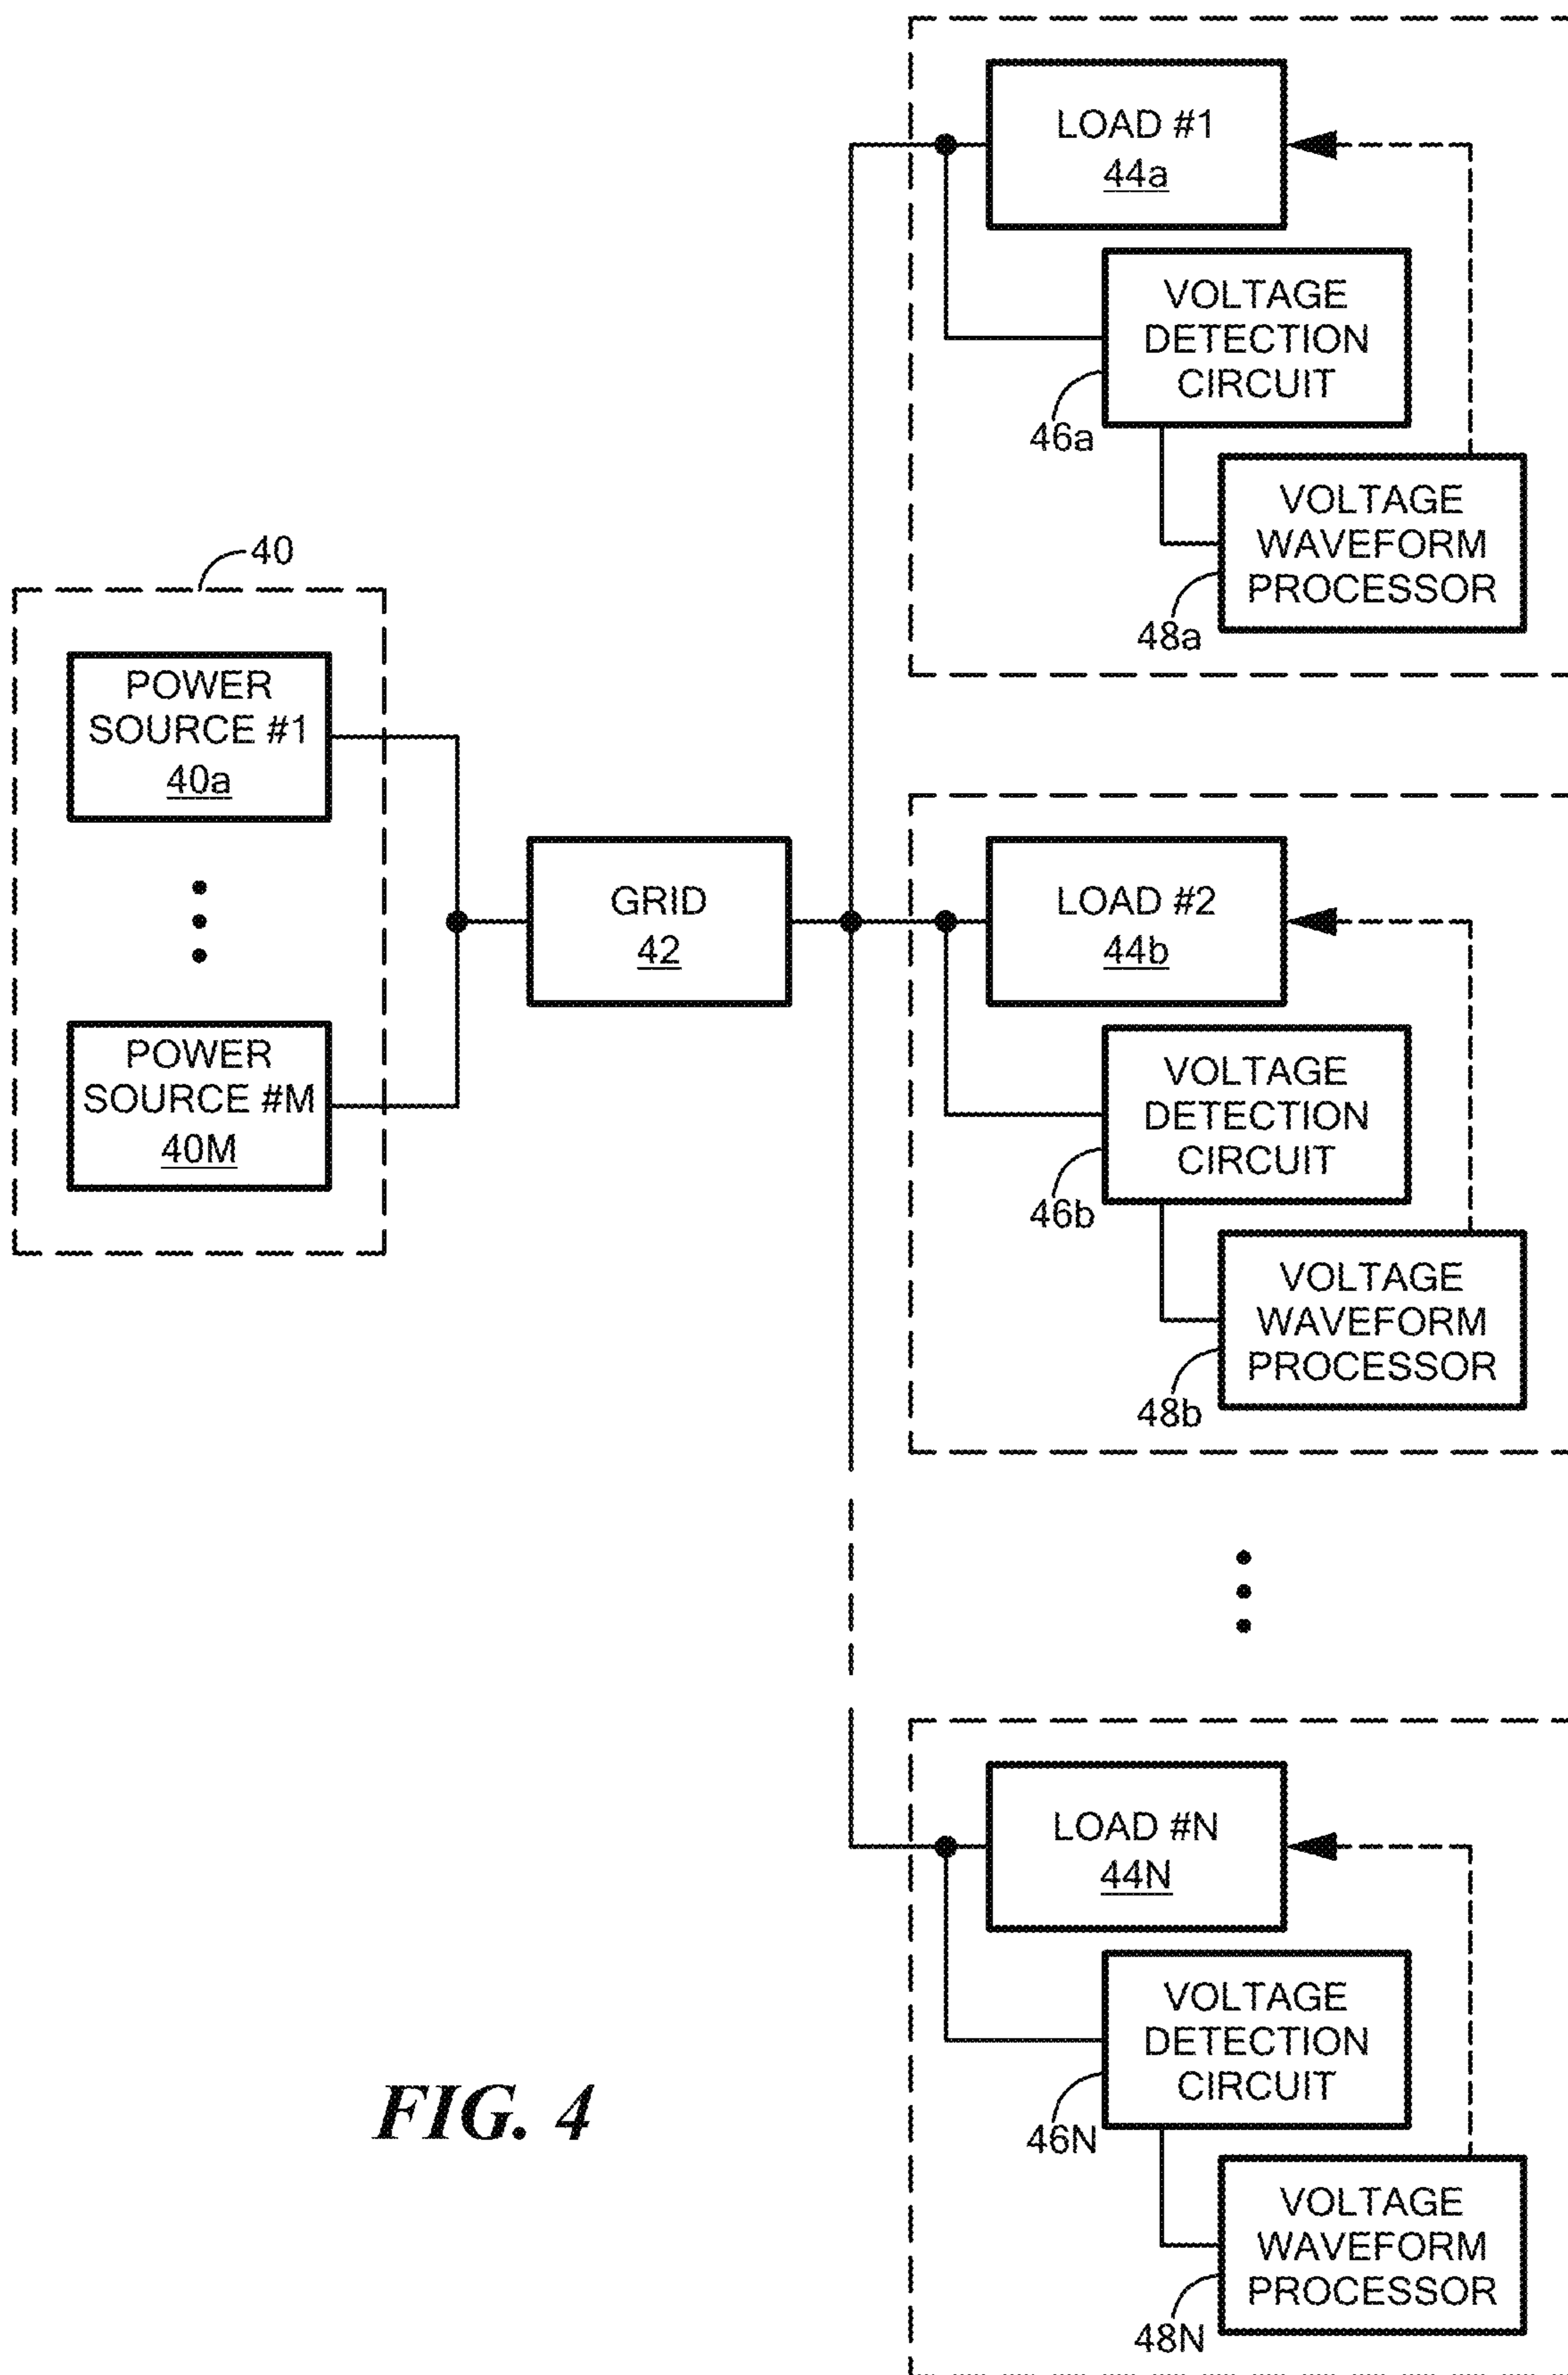 LOAD #1
44a
VOLTAGE
DETECTION
CIRCUIT
46a
VOLTAGE
WAVEFORM
PROCESSOR
48a
40
POWER
SOURCE #1
40a
POWER
SOURCE #M
40M
GRID
42
LOAD #2
44b
VOLTAGE
DETECTION
CIRCUIT
46b
VOLTAGE
WAVEFORM
PROCESSOR
48b
LOAD #N
44N
VOLTAGE
DETECTION
CIRCUIT
46N
VOLTAGE
WAVEFORM
PROCESSOR
48N
FIG. 4